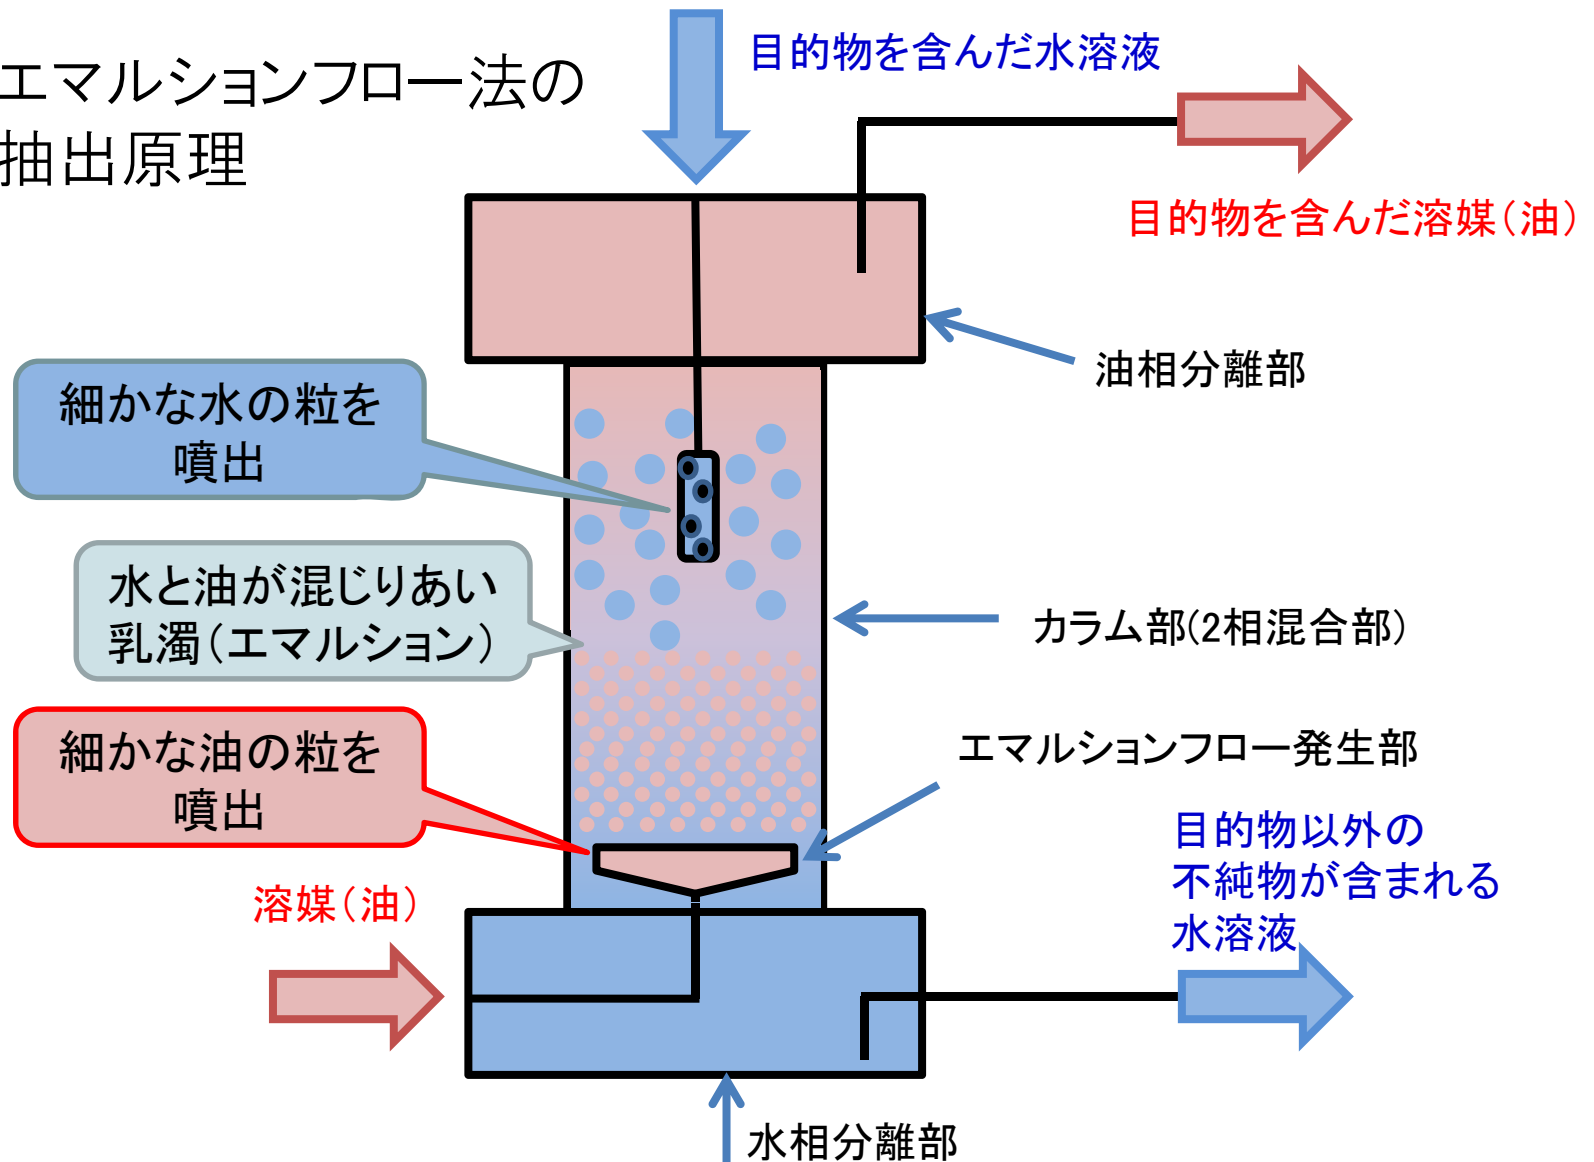 エマルションフロー法の
抽出原理
目的物を含んだ水溶液
目的物を含んだ溶媒(油)
油相分離部
細かな水の粒を
噴出
水と油が混じりあい
乳濁(エマルション)
カラム部(2相混合部)
細かな油の粒を
噴出
エマルションフロー発生部
溶媒(油)
目的物以外の
不純物が含まれる
水溶液
水相分離部